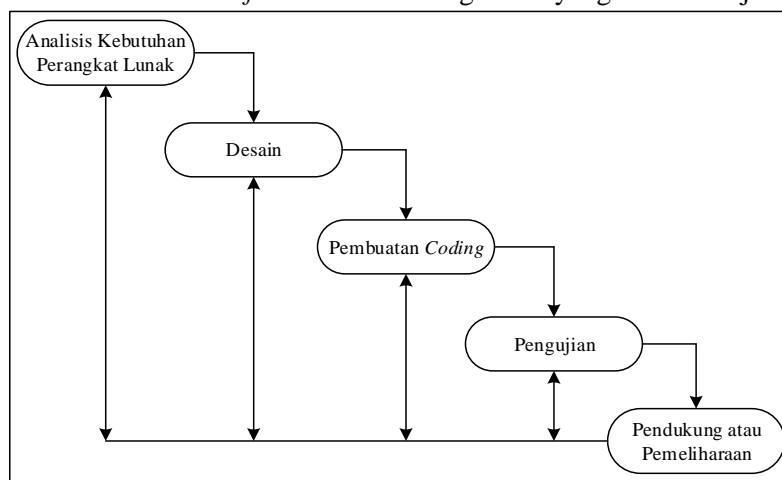 Analisis Kebutuhan
Perangkat Lunak
Desain
Pembuatan Coding
Pengujian
Pendukung atau
Pemeliharaan